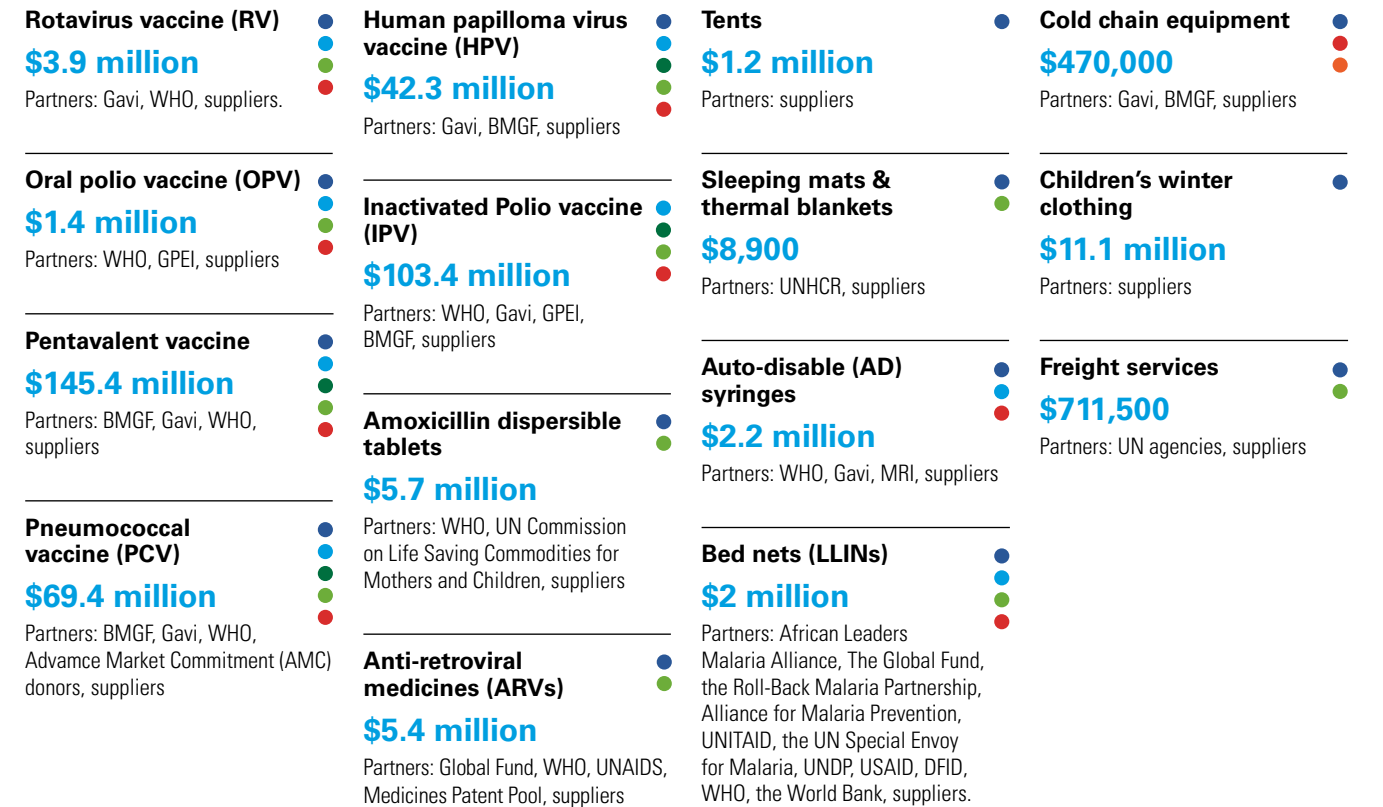 Rotavirus vaccine (RV)
$3.9 million
Partners: Gavi, WHO, suppliers.
Oral polio vaccine (OPV)
$1.4 million
Partners: WHO, GPEI, suppliers
Pentavalent vaccine
$145.4 million
Partners: BMGF, Gavi, WHO,
suppliers
Pneumococcal
vaccine (PCV)
$69.4 million
Partners: BMGF, Gavi, WHO,
Advamce Market Commitment (AMC)
donors, suppliers
Human papilloma virus
vaccine (HPV)
$42.3 million
Partners: Gavi, BMGF, suppliers
Inactivated Polio vaccine
(IPV)
$103.4 million
Partners: WHO, Gavi, GPEI,
BMGF, suppliers
Amoxicillin dispersible
tablets
$5.7 million
Partners: WHO, UN Commission
on Life Saving Commodities for
Mothers and Children, suppliers
Anti-retroviral
medicines (ARVs)
$5.4 million
Partners: Global Fund, WHO, UNAIDS,
Medicines Patent Pool, suppliers
Tents
$1.2 million
Partners: suppliers
Sleeping mats &
thermal blankets
$8,900
Partners: UNHCR, suppliers
Auto-disable (AD)
syringes
$2.2 million
Partners: WHO, Gavi, MRI, suppliers
Bed nets (LLINs)
$2 million
Partners: African Leaders
Malaria Alliance, The Global Fund,
the Roll-Back Malaria Partnership,
Alliance for Malaria Prevention,
UNITAID, the UN Special Envoy
for Malaria, UNDP, USAID, DFID,
WHO, the World Bank, suppliers.
Cold chain equipment
$470,000
Partners: Gavi, BMGF, suppliers
Children's winter
clothing
$11.1 million
Partners: suppliers
Freight services
$711,500
Partners: UN agencies, suppliers